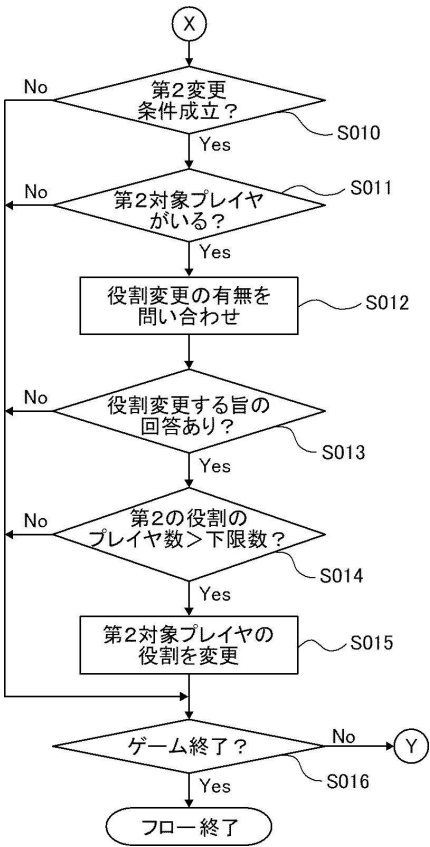 X
No
第2変更
条件成立?
S010
Yes
No
第2対象プレイヤ
がいる?
S011
Yes
役割変更の有無を
問い合わせ
S012
No
役割変更する旨の
回答あり?
S013
Yes
No
第2の役割の
プレイヤ数>下限数?
S014
Yes
第2対象プレイヤの
役割を変更
S015
ゲーム終了?
No
Y
S016
Yes
フロー終了